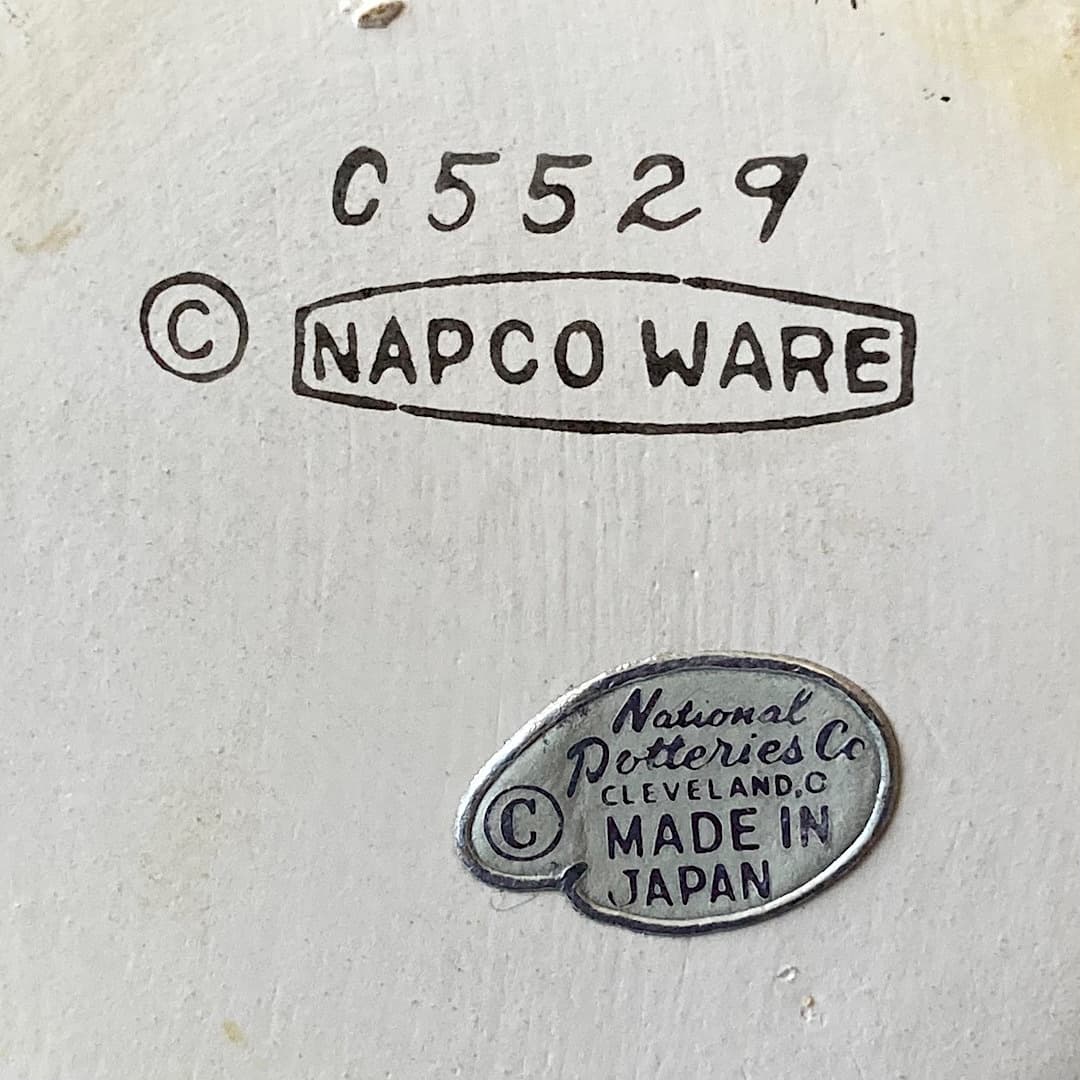 C5529
© NAPCO WARE
National
Potteries Co
CLEVELAND, O
© MADE IN
JAPAN